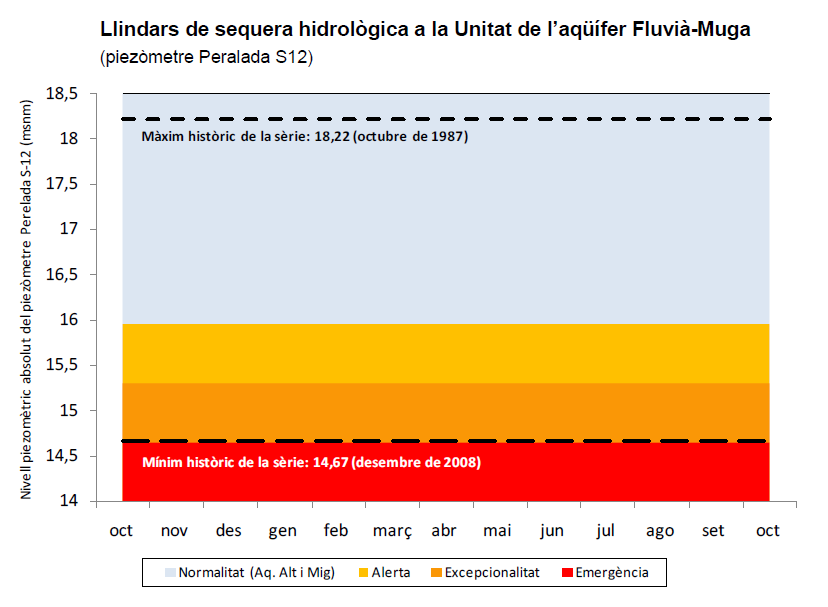 Llindars de sequera hidrològica a la Unitat de l'aqüífer Fluvià-Muga
(piezòmetre Peralada S12)
Nivell piezomètric absolut del piezòmetre Perelada S-12 (msnm)
18,5
18
17,5
17
16,5
16
15,5
15
14,5
14
Màxim històric de la sèrie: 18,22 (octubre de 1987)
Mínim històric de la sèrie: 14,67 (desembre de 2008)
oct nov des gen feb març abr mai jun jul ago set oct
Normalitat (Aq. Alt i Mig) Alerta Excepcionalitat Emergència